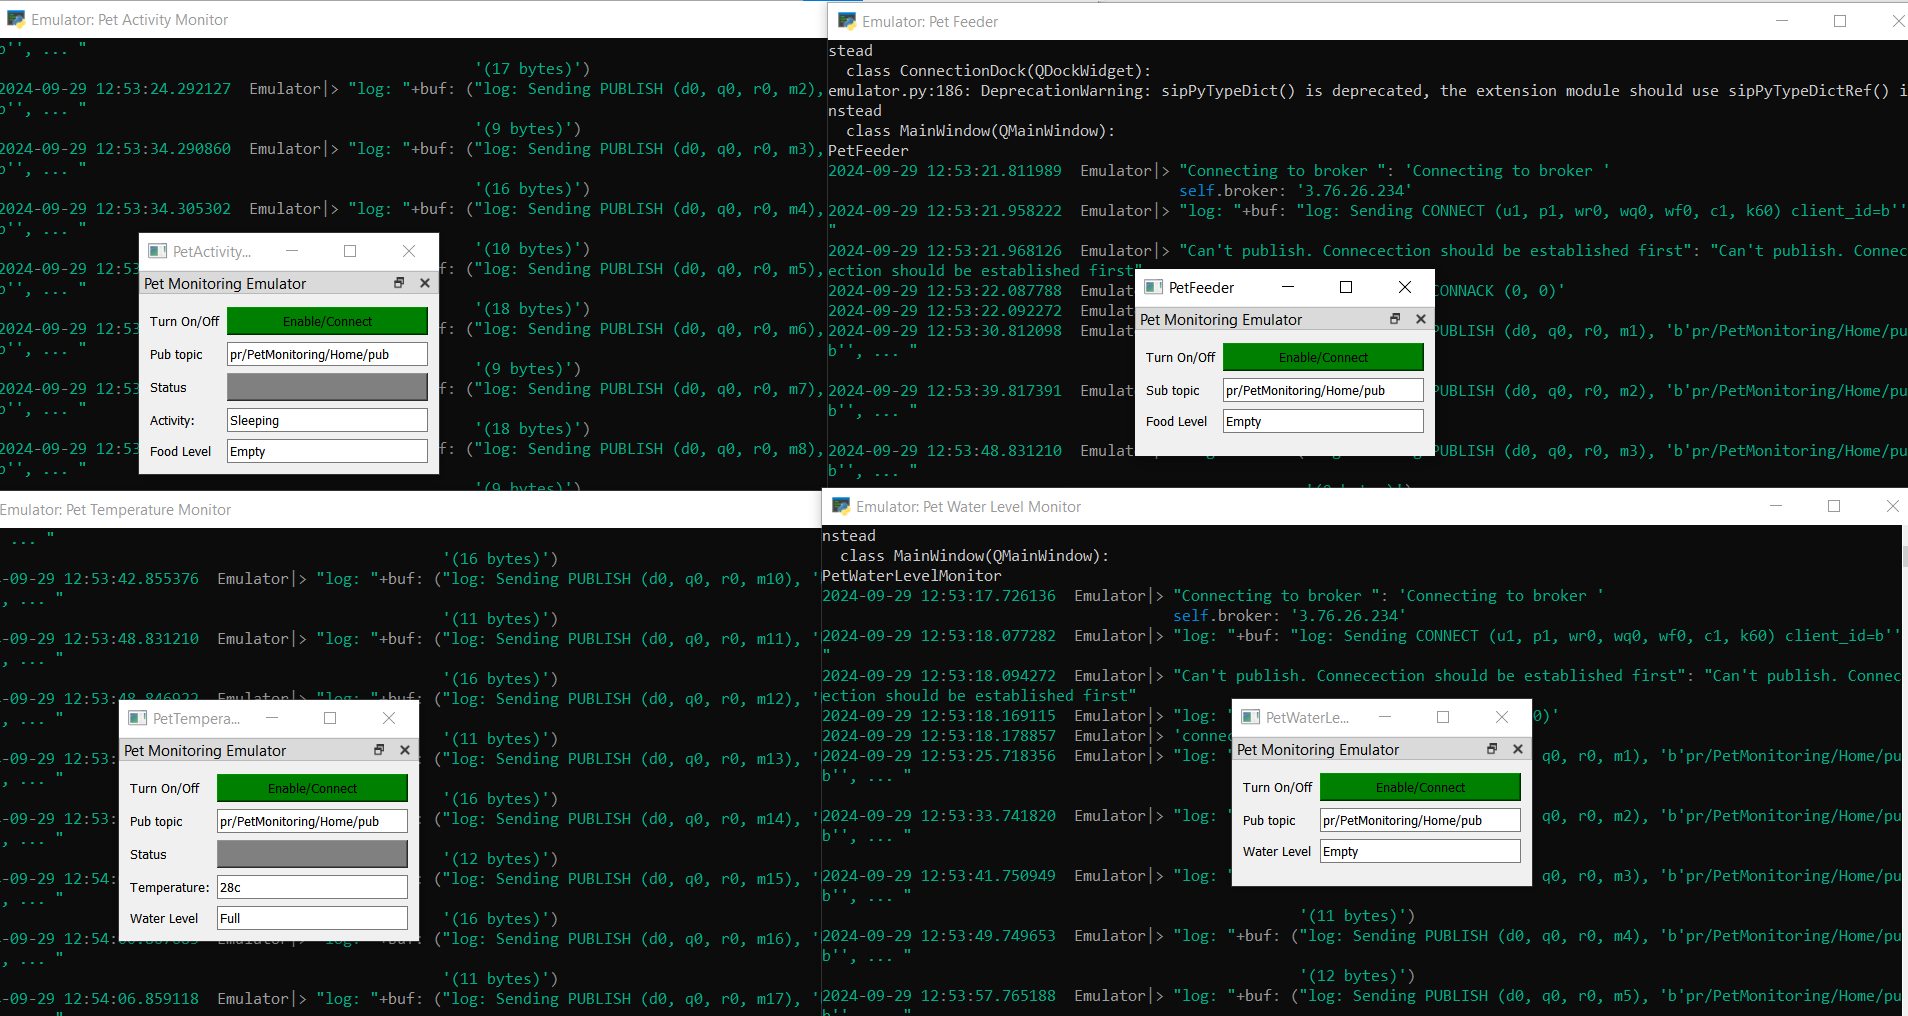 Emulator: Pet Activity Monitor
b'', ... "
'(17 bytes)')
2024-09-29 12:53:24.292127  Emulator|> "log: "+buf: ("log: Sending PUBLISH (d0, q0, r0, m2),
b'', ... "
'(9 bytes)')
2024-09-29 12:53:34.290860  Emulator|> "log: "+buf: ("log: Sending PUBLISH (d0, q0, r0, m3),
b'', ... "
'(16 bytes)')
2024-09-29 12:53:34.305302  Emulator|> "log: "+buf: ("log: Sending PUBLISH (d0, q0, r0, m4),
b'', ... "
'(10 bytes)')
2024-09-29 12:53 f: ("log: Sending PUBLISH (d0, q0, r0, m5),
b'', ... "
'(18 bytes)')
2024-09-29 12:53 f: ("log: Sending PUBLISH (d0, q0, r0, m6),
b'', ... "
'(9 bytes)')
2024-09-29 12:53 f: ("log: Sending PUBLISH (d0, q0, r0, m7),
b'', ... "
'(18 bytes)')
2024-09-29 12:53 f: ("log: Sending PUBLISH (d0, q0, r0, m8),
b'', ... "
'(9 bytes)')
PetActivity...
Pet Monitoring Emulator
Turn On/Off Enable/Connect
Pub topic pr/PetMonitoring/Home/pub
Status
Activity: Sleeping
Food Level Empty
Emulator: Pet Feeder
stead
class ConnectionDock(QDockWidget):
emulator.py:186: DeprecationWarning: sipPyTypeDict() is deprecated, the extension module should use sipPyTypeDictRef() i
nstead
class MainWindow(QMainWindow):
PetFeeder
2024-09-29 12:53:21.811989  Emulator|> "Connecting to broker ": 'Connecting to broker '
self.broker: '3.76.26.234'
2024-09-29 12:53:21.958222  Emulator|> "log: "+buf: "log: Sending CONNECT (u1, p1, wr0, wq0, wf0, c1, k60) client_id=b''
"
2024-09-29 12:53:21.968126  Emulator|> "Can't publish. Connecection should be established first": "Can't publish. Connec
ection should be established first"
2024-09-29 12:53:22.087788  Emulat CONNACK (0, 0)'
2024-09-29 12:53:22.092272  Emulat
2024-09-29 12:53:30.812098  Emulat PUBLISH (d0, q0, r0, m1), 'b'pr/PetMonitoring/Home/pu
b'', ... "
2024-09-29 12:53:39.817391  Emulat PUBLISH (d0, q0, r0, m2), 'b'pr/PetMonitoring/Home/pu
b'', ... "
2024-09-29 12:53:48.831210  Emulat PUBLISH (d0, q0, r0, m3), 'b'pr/PetMonitoring/Home/pu
b'', ... "
PetFeeder
Pet Monitoring Emulator
Turn On/Off Enable/Connect
Sub topic pr/PetMonitoring/Home/pub
Food Level Empty
Emulator: Pet Temperature Monitor
... "
'(16 bytes)')
-09-29 12:53:42.855376  Emulator|> "log: "+buf: ("log: Sending PUBLISH (d0, q0, r0, m10), '
, ... "
'(11 bytes)')
-09-29 12:53:48.831210  Emulator|> "log: "+buf: ("log: Sending PUBLISH (d0, q0, r0, m11), '
, ... "
'(16 bytes)')
-09-29 12:53:48.846922  Emulator|> "log: "+buf: ("log: Sending PUBLISH (d0, q0, r0, m12), '
, ... "
'(11 bytes)')
-09-29 12:53: ("log: Sending PUBLISH (d0, q0, r0, m13), '
, ... "
'(16 bytes)')
-09-29 12:53: ("log: Sending PUBLISH (d0, q0, r0, m14), '
, ... "
'(12 bytes)')
-09-29 12:54: ("log: Sending PUBLISH (d0, q0, r0, m15), '
, ... "
'(16 bytes)')
-09-29 12:54: ("log: Sending PUBLISH (d0, q0, r0, m16), '
, ... "
'(11 bytes)')
-09-29 12:54:06.859118  Emulator|> "log: "+buf: ("log: Sending PUBLISH (d0, q0, r0, m17), '
PetTempera...
Pet Monitoring Emulator
Turn On/Off Enable/Connect
Pub topic pr/PetMonitoring/Home/pub
Status
Temperature: 28c
Water Level Full
Emulator: Pet Water Level Monitor
nstead
class MainWindow(QMainWindow):
PetWaterLevelMonitor
2024-09-29 12:53:17.726136  Emulator|> "Connecting to broker ": 'Connecting to broker '
self.broker: '3.76.26.234'
2024-09-29 12:53:18.077282  Emulator|> "log: "+buf: "log: Sending CONNECT (u1, p1, wr0, wq0, wf0, c1, k60) client_id=b''
"
2024-09-29 12:53:18.094272  Emulator|> "Can't publish. Connecection should be established first": "Can't publish. Connec
ection should be established first"
2024-09-29 12:53:18.169115  Emulator|> "log: ' 0)'
2024-09-29 12:53:18.178857  Emulator|> 'connec
2024-09-29 12:53:25.718356  Emulator|> "log: ' q0, r0, m1), 'b'pr/PetMonitoring/Home/pu
b'', ... "
2024-09-29 12:53:33.741820  Emulator|> "log: ' q0, r0, m2), 'b'pr/PetMonitoring/Home/pu
b'', ... "
2024-09-29 12:53:41.750949  Emulator|> "log: ' q0, r0, m3), 'b'pr/PetMonitoring/Home/pu
b'', ... "
'(11 bytes)')
2024-09-29 12:53:49.749653  Emulator|> "log: "+buf: ("log: Sending PUBLISH (d0, q0, r0, m4), 'b'pr/PetMonitoring/Home/pu
b'', ... "
'(12 bytes)')
2024-09-29 12:53:57.765188  Emulator|> "log: "+buf: ("log: Sending PUBLISH (d0, q0, r0, m5), 'b'pr/PetMonitoring/Home/pu
PetWaterLe...
Pet Monitoring Emulator
Turn On/Off Enable/Connect
Pub topic pr/PetMonitoring/Home/pub
Water Level Empty